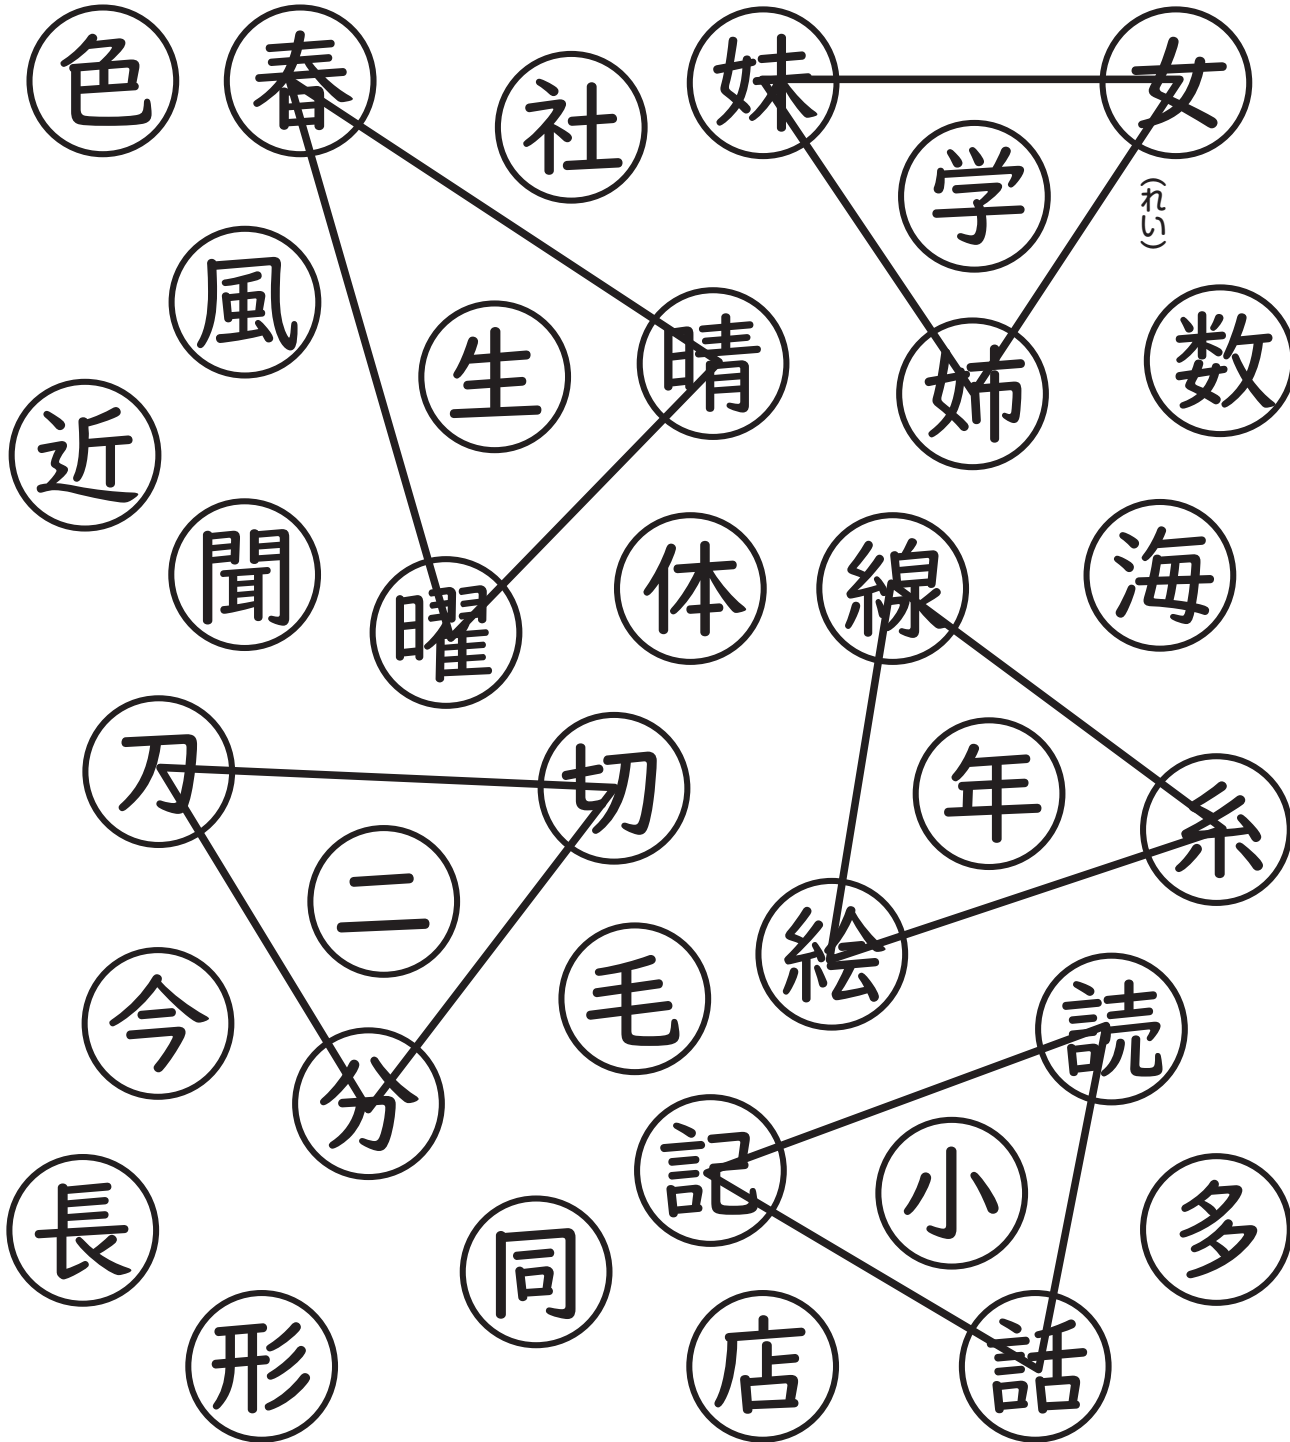 色
春
社
妹
女
学
(れい)
風
生
晴
姉
数
近
聞
曜
体
線
海
刀
切
二
年
糸
絵
今
分
毛
読
記
小
長
同
多
形
店
話